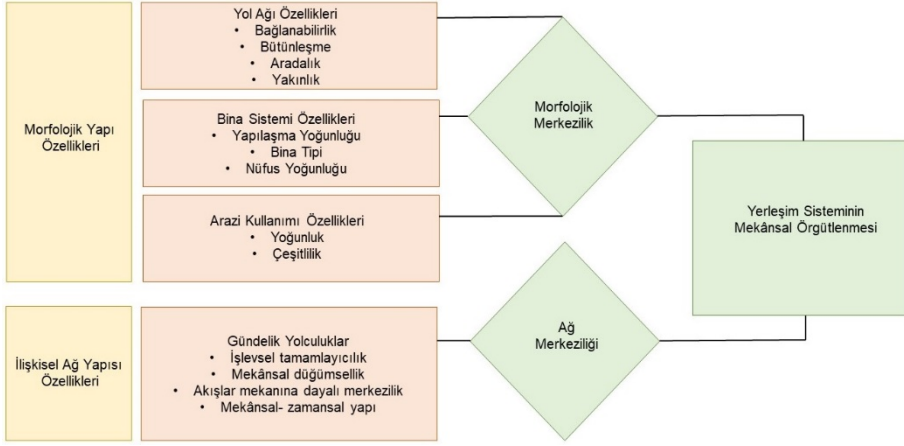 Morfolojik Yapı
Özellikleri
Yol Ağı Özellikleri
• Bağlanabilirlik
• Bütünleşme
• Aradalık
• Yakınlık
Bina Sistemi Özellikleri
• Yapılaşma Yoğunluğu
• Bina Tipi
• Nüfus Yoğunluğu
Arazi Kullanımı Özellikleri
• Yoğunluk
• Çeşitlilik
Morfolojik
Merkezilik
İlişkisel Ağ Yapısı
Özellikleri
Gündelik Yolculuklar
• İşlevsel tamamlayıcılık
• Mekânsal düğümsellik
• Akışlar mekanına dayalı merkezilik
• Mekânsal- zamansal yapı
Ağ
Merkeziliği
Yerleşim Sisteminin
Mekânsal Örgütlenmesi